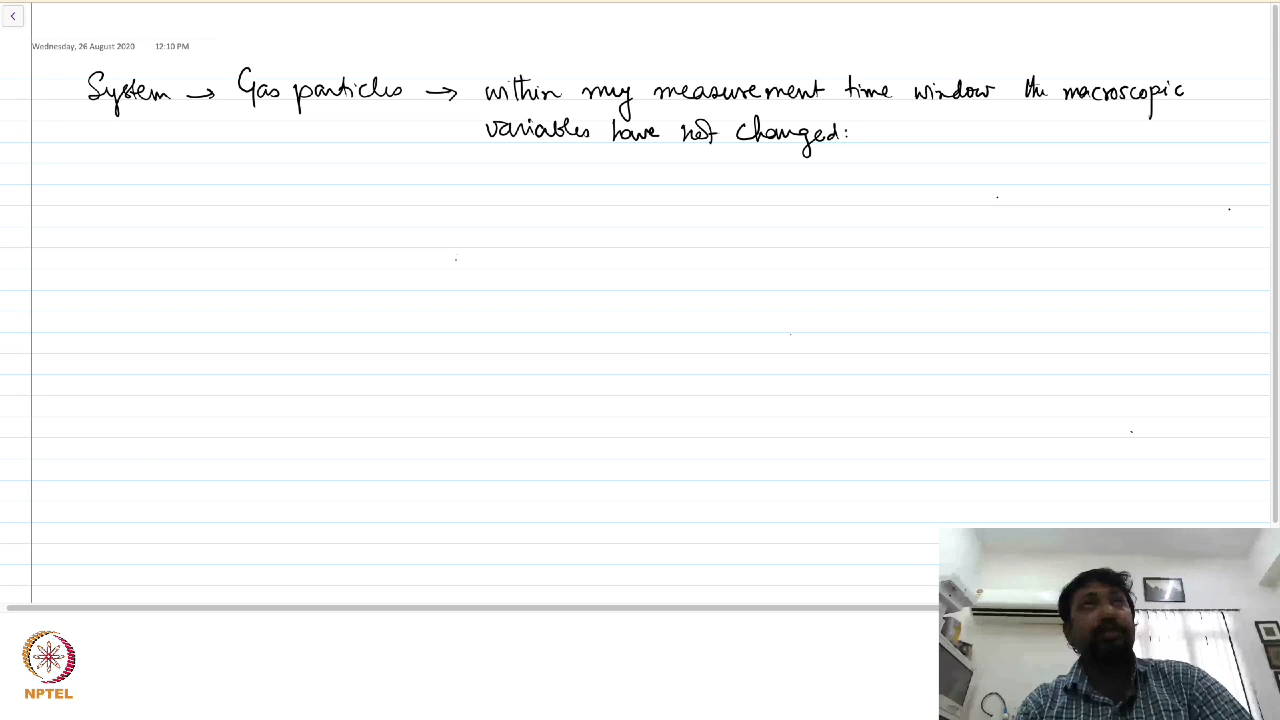 Wednesday, 26 August 2020 12:10 PM
System → Gas particles → within my measurement time window the macroscopic
variables have not changed:
NPTEL